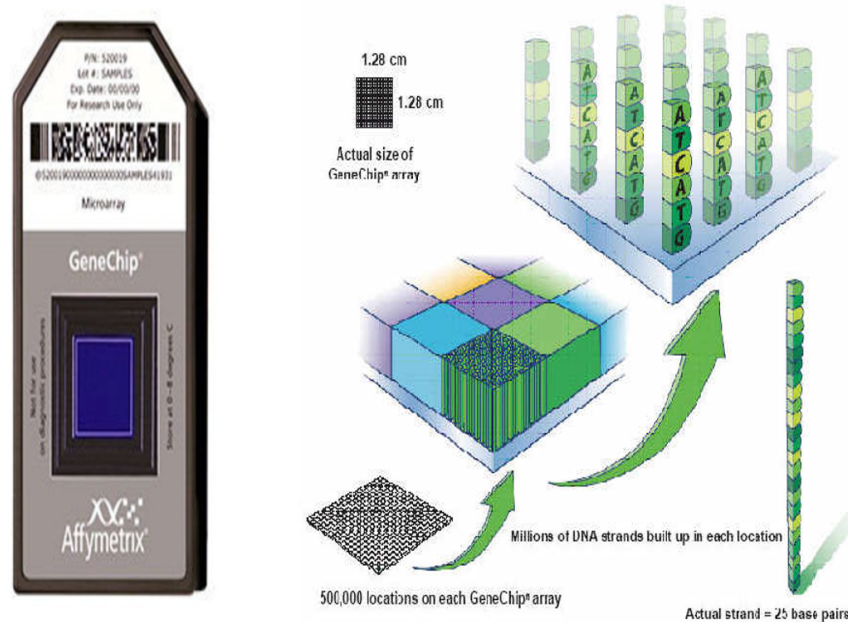 P/N: 520019
Lot #: SAMPLES
Exp. Date: 00/00/00
For Research Use Only
Microarray
GeneChip®
Not for use
on diagnostic procedures
Store at 0-8 degrees C
Affymetrix®
1.28 cm
1.28 cm
Actual size of
GeneChip® array
A T C A T G
A T C A T G
A T C A T G
A T C A T G
A T C A T G
Millions of DNA strands built up in each location
500,000 locations on each GeneChip® array
Actual strand = 25 base pairs